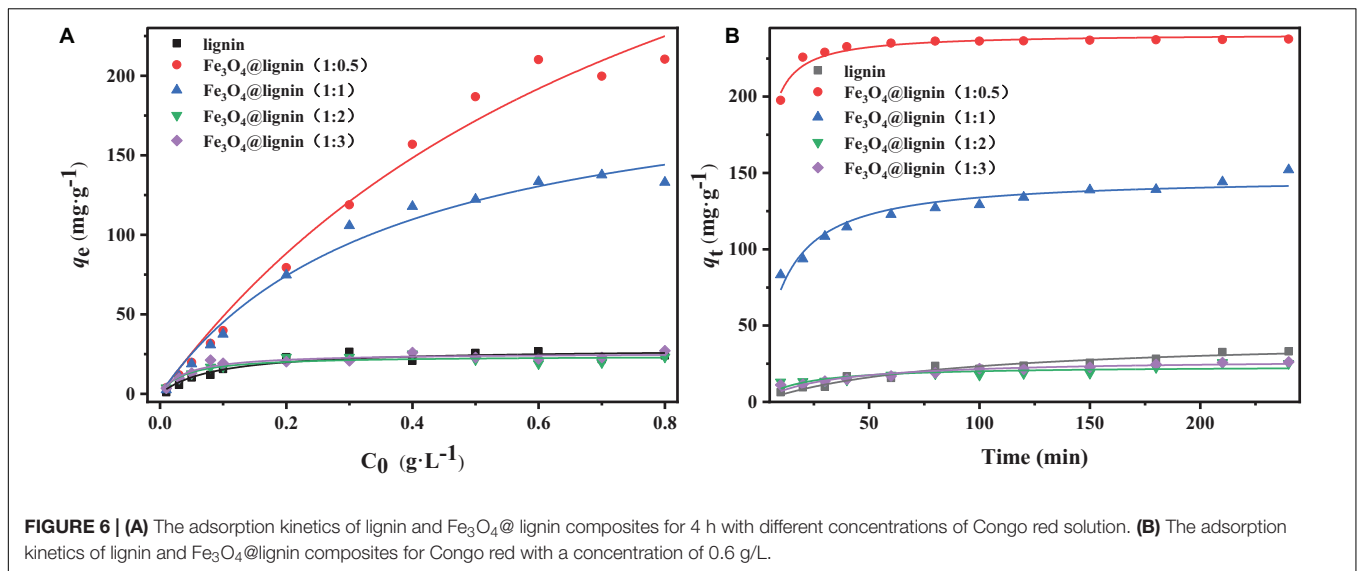 A
lignin
Fe₃O₄@lignin（1:0.5）
Fe₃O₄@lignin（1:1）
Fe₃O₄@lignin（1:2）
Fe₃O₄@lignin（1:3）
200
150
100
50
0
qe (mg·g⁻¹)
0.0 0.2 0.4 0.6 0.8
C₀ (g·L⁻¹)
B
lignin
Fe₃O₄@lignin（1:0.5）
Fe₃O₄@lignin（1:1）
Fe₃O₄@lignin（1:2）
Fe₃O₄@lignin（1:3）
250
200
150
100
50
0
qt (mg·g⁻¹)
50 100 150 200
Time (min)
FIGURE 6 | (A) The adsorption kinetics of lignin and Fe₃O₄@ lignin composites for 4 h with different concentrations of Congo red solution. (B) The adsorption
kinetics of lignin and Fe₃O₄@lignin composites for Congo red with a concentration of 0.6 g/L.